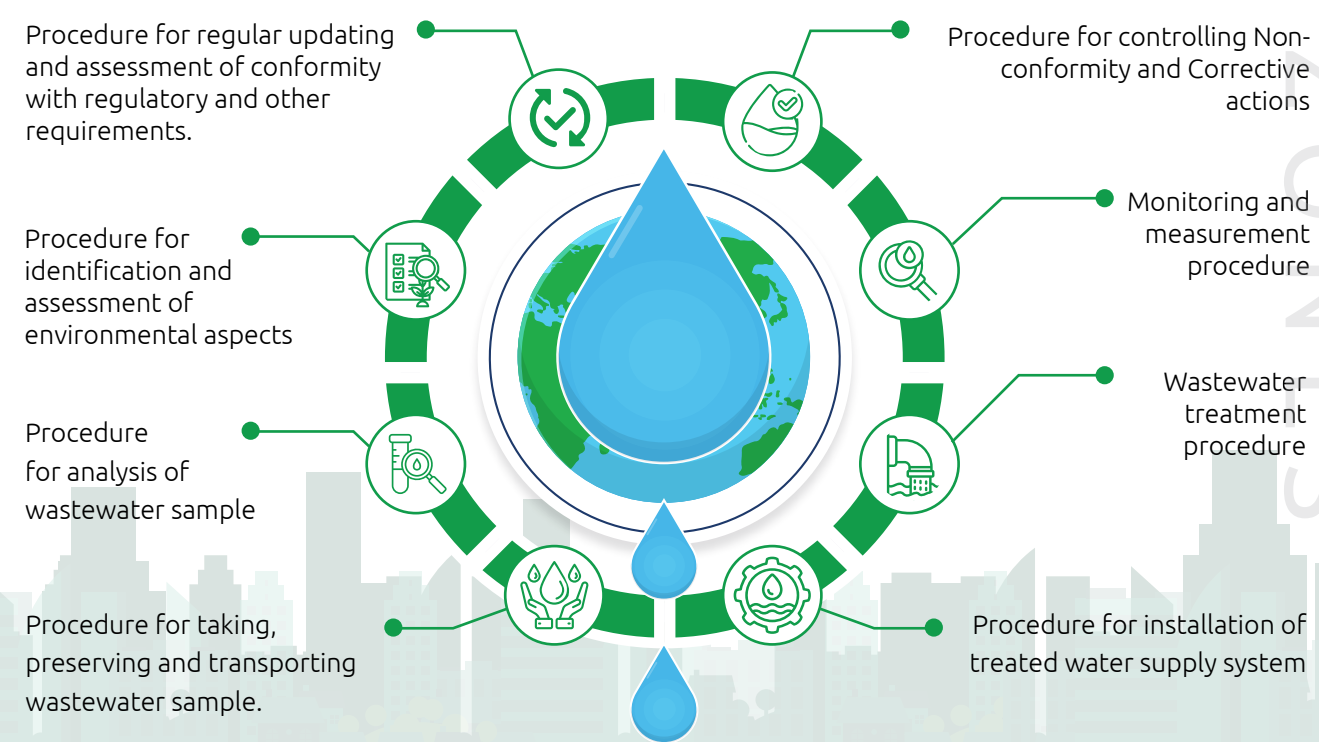 Procedure for regular updating
and assessment of conformity
with regulatory and other
requirements.
Procedure for
identification and
assessment of
environmental aspects
Procedure
for analysis of
wastewater sample
Procedure for taking,
preserving and transporting
wastewater sample.
Procedure for controlling Non-
conformity and Corrective
actions
Monitoring and
measurement
procedure
Wastewater
treatment
procedure
Procedure for installation of
treated water supply system